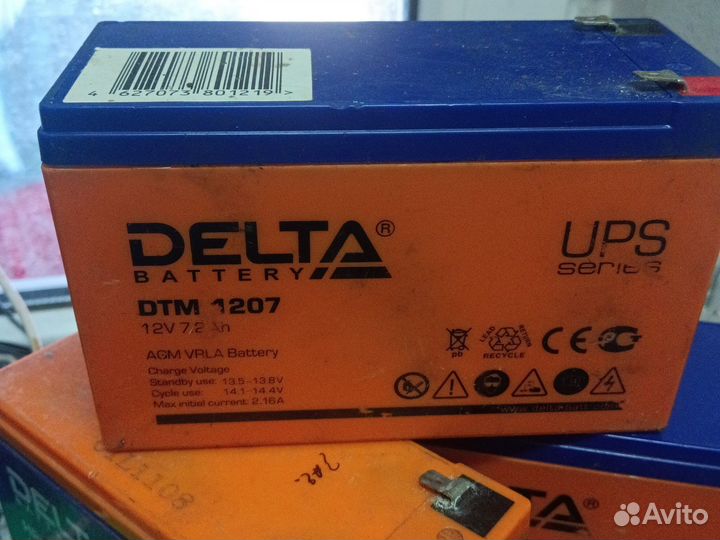 4 627073 801219 >
DELTA®
BATTERY
UPS
series
DTM 1207
12V 7.2Ah
AGM VRLA Battery
Charge Voltage
Standby use: 13.5-13.8V
Cycle use: 14.1-14.4V
Max initial current: 2.16A
Pb
LEAD
RETURN
RECYCLE
CE
DELTA
DELTA®
Avito